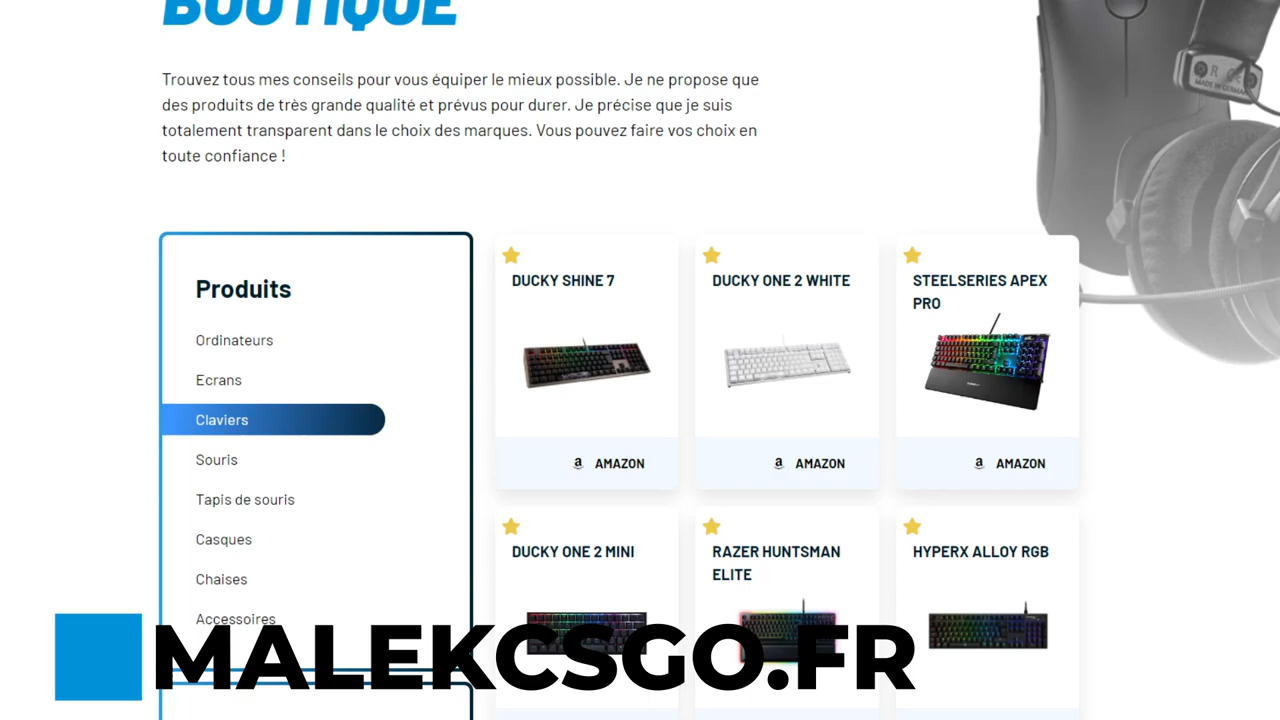 BOUTIQUE
Trouvez tous mes conseils pour vous équiper le mieux possible. Je ne propose que
des produits de très grande qualité et prévus pour durer. Je précise que je suis
totalement transparent dans le choix des marques. Vous pouvez faire vos choix en
toute confiance !
Produits
Ordinateurs
Ecrans
Claviers
Souris
Tapis de souris
Casques
Chaises
Accessoires
DUCKY SHINE 7
AMAZON
DUCKY ONE 2 WHITE
AMAZON
STEELSERIES APEX
PRO
AMAZON
DUCKY ONE 2 MINI
RAZER HUNTSMAN
ELITE
HYPERX ALLOY RGB
MALEKCSGO.FR
R
MADE IN GERMANY